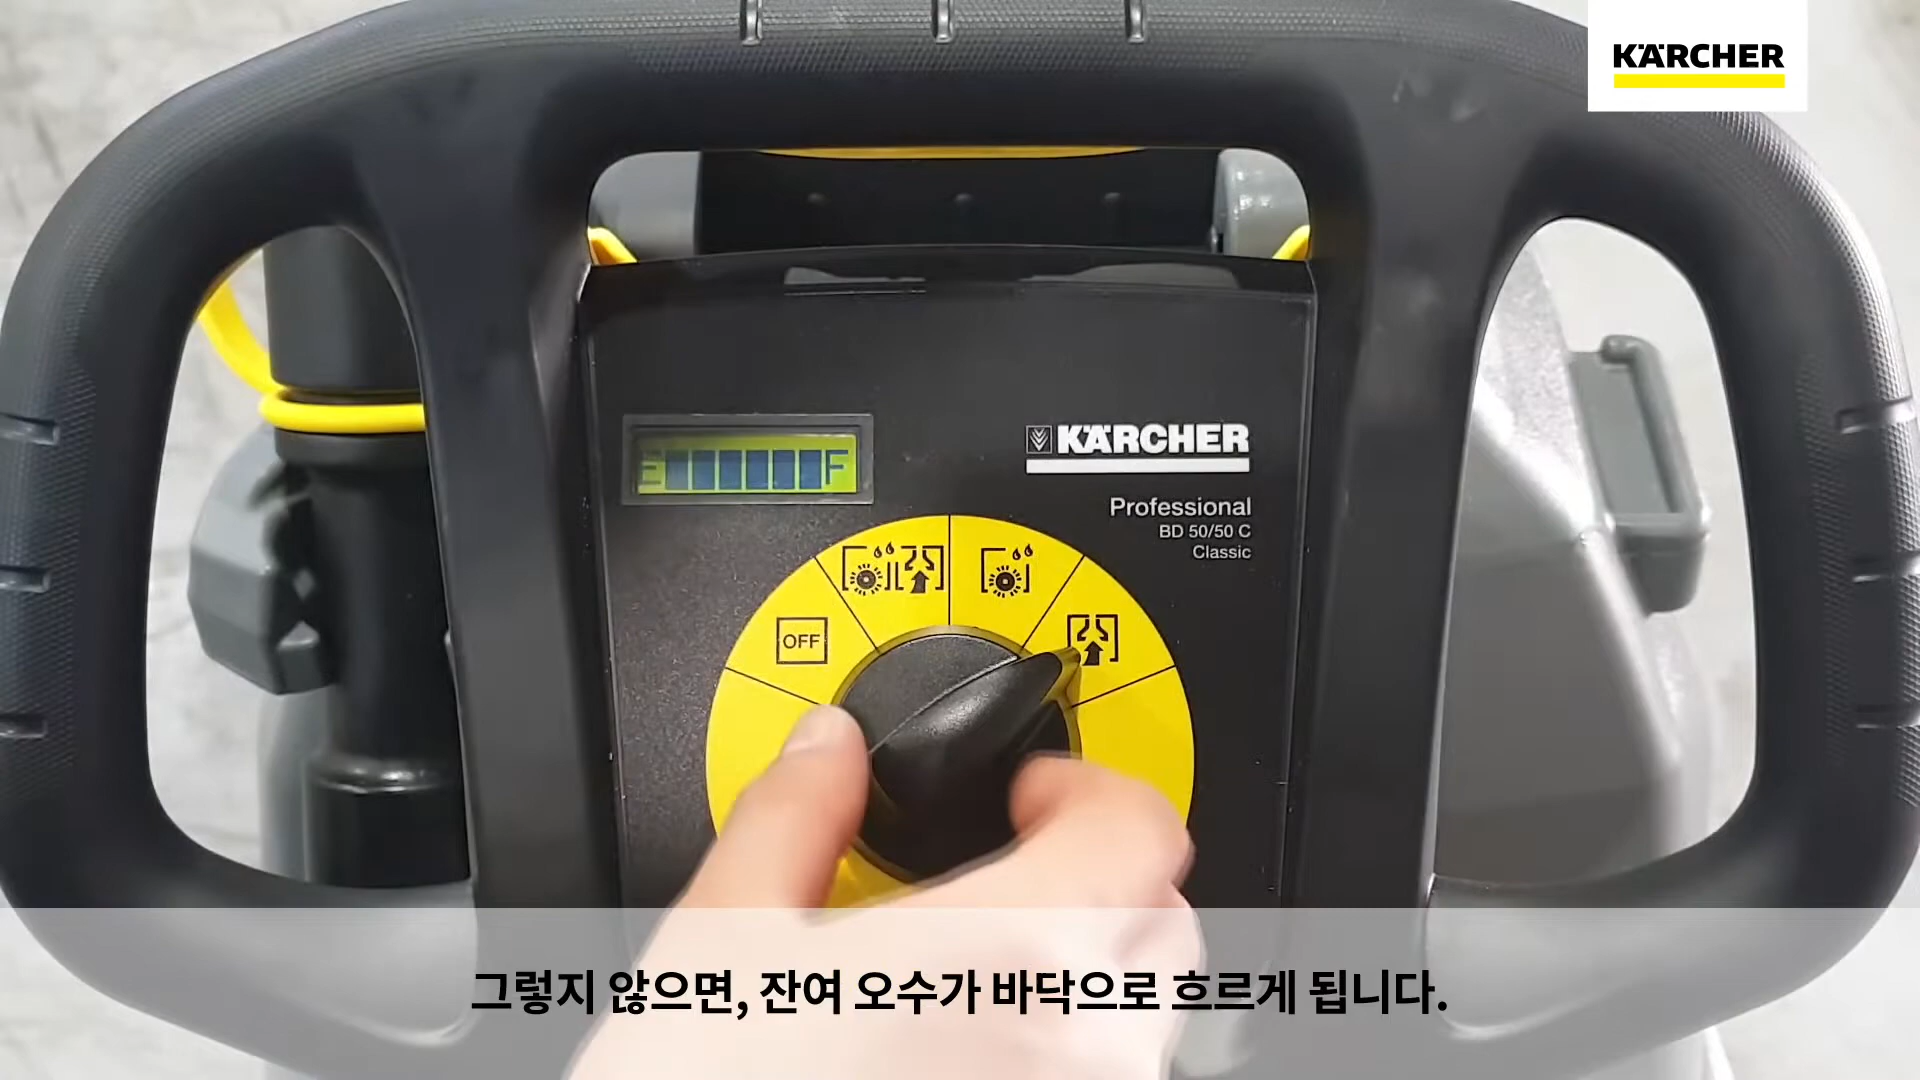 KÄRCHER
E F
KÄRCHER
Professional
BD 50/50 C
Classic
OFF
그렇지 않으면, 잔여 오수가 바닥으로 흐르게 됩니다.